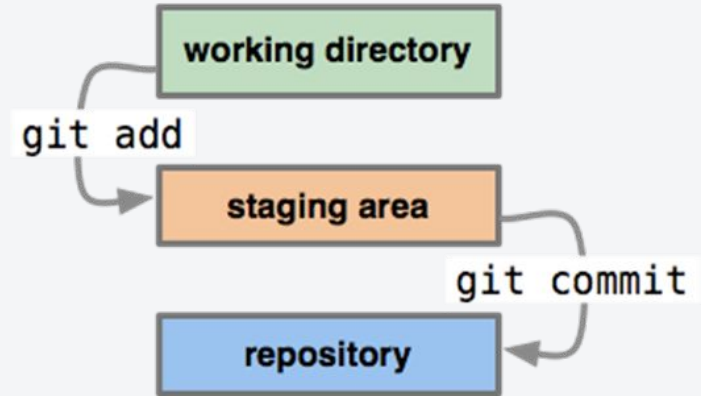 working directory
git add
staging area
git commit
repository